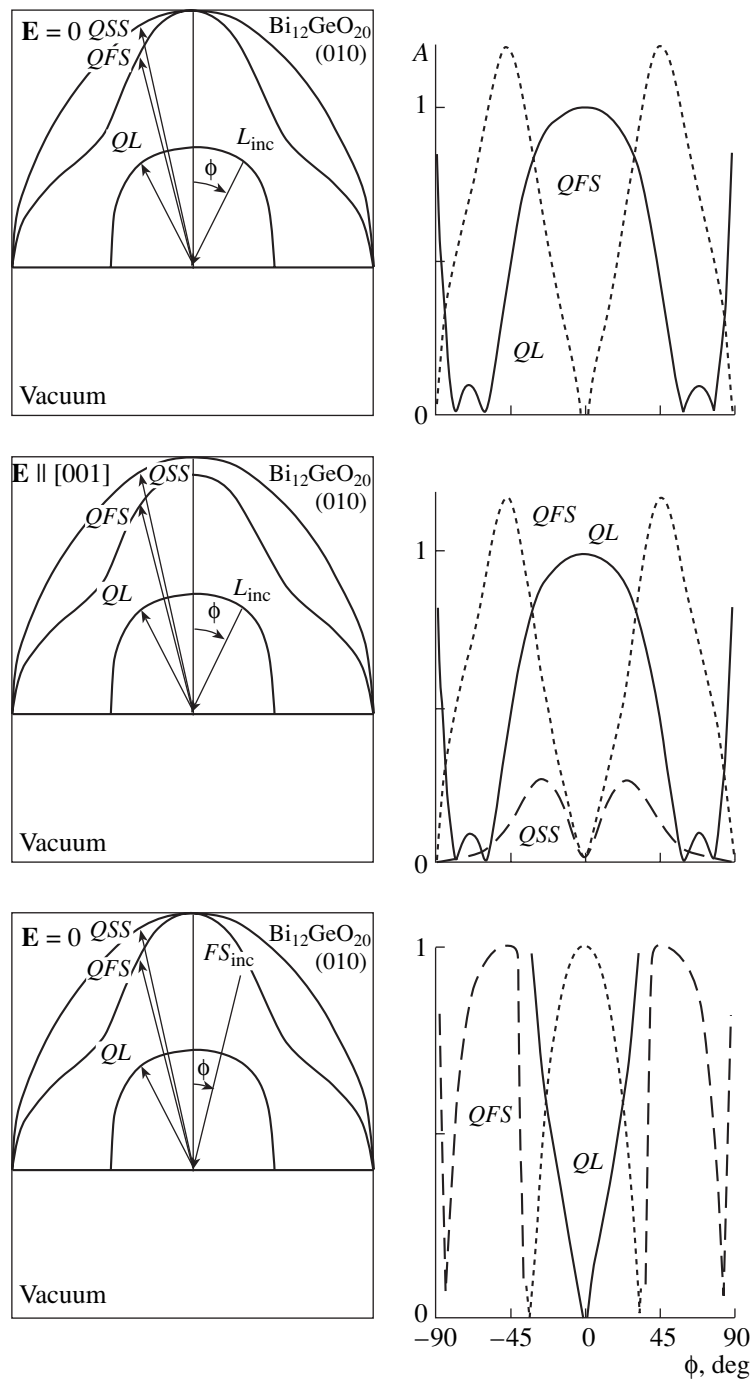 E = 0 QSS Bi12GeO20
QFS (010)
QL Linc
ϕ
Vacuum
A
1
QFS
QL
0
E || [001] QSS Bi12GeO20
(010)
QFS
QL Linc
ϕ
Vacuum
QFS QL
1
QSS
0
E = 0 QSS Bi12GeO20
QFS FSinc (010)
QL
ϕ
Vacuum
1
QFS
QL
0
−90 −45 0 45 90
ϕ, deg